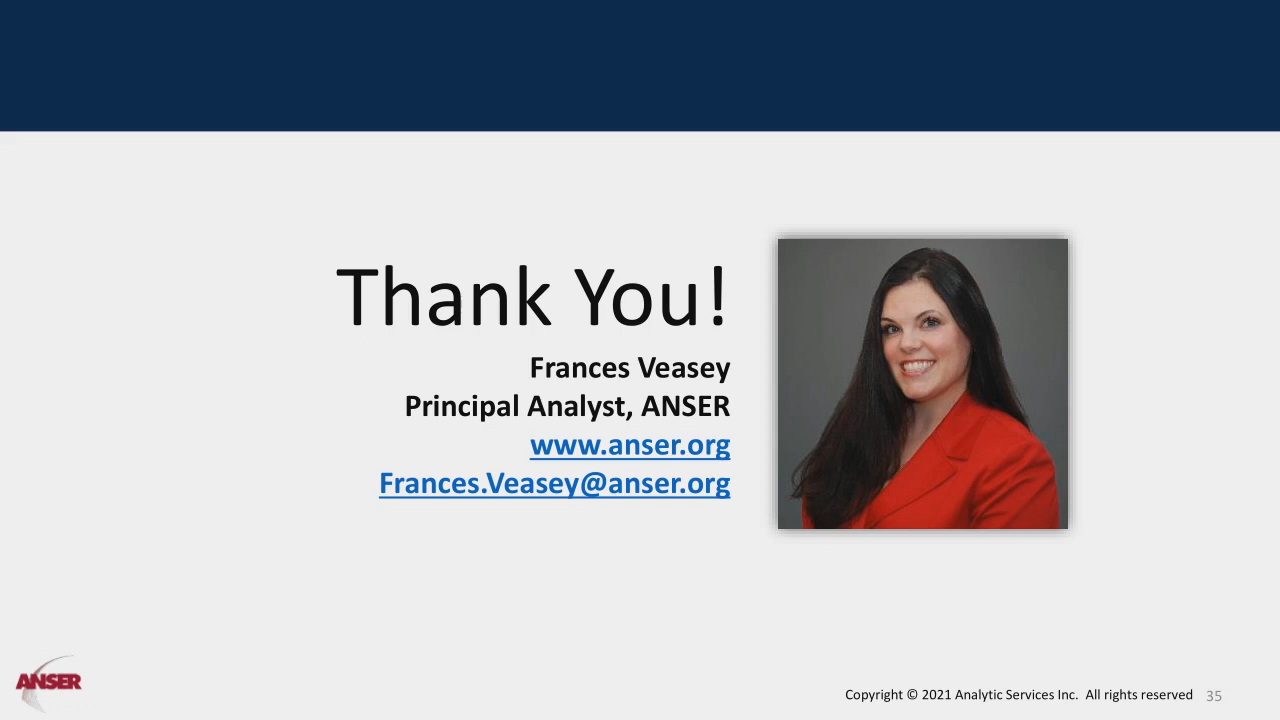 Thank You!
Frances Veasey
Principal Analyst, ANSER
www.anser.org
Frances.Veasey@anser.org
ANSER
Copyright © 2021 Analytic Services Inc.  All rights reserved 35